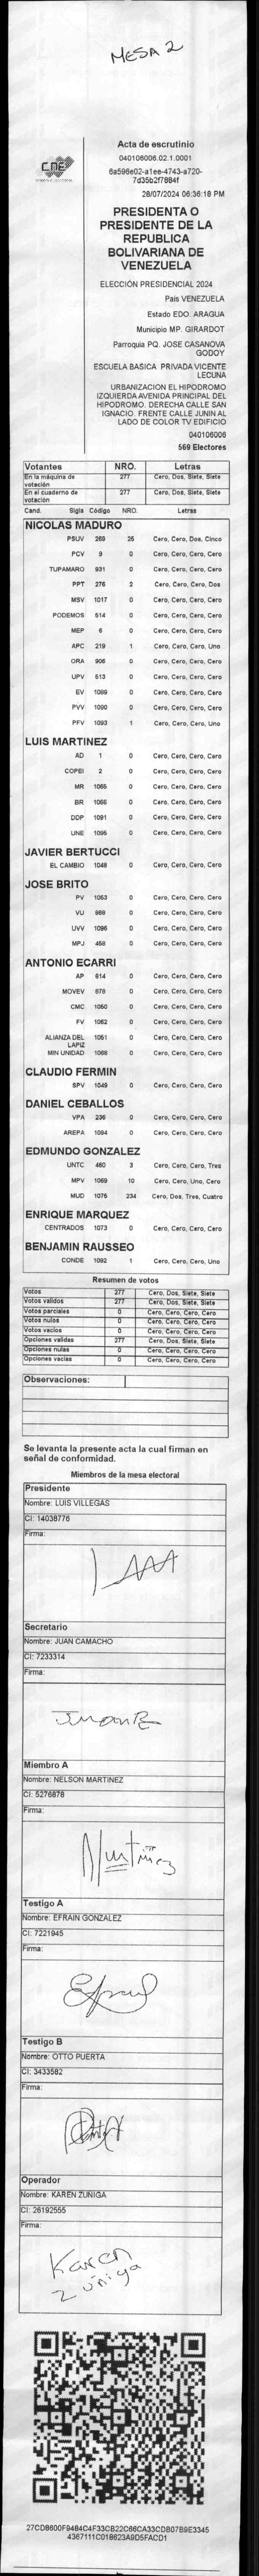 MESA 2
CNE
Acta de escrutinio
040106006.02.1.0001
6a596e02-a1ee-4743-a720-
7d35b2f7884f
28/07/2024 06:36:18 PM
PRESIDENTA O
PRESIDENTE DE LA
REPUBLICA
BOLIVARIANA DE
VENEZUELA
ELECCIÓN PRESIDENCIAL 2024
País VENEZUELA
Estado EDO. ARAGUA
Municipio MP. GIRARDOT
Parroquia PQ. JOSE CASANOVA
GODOY
ESCUELA BASICA PRIVADA VICENTE
LECUNA
URBANIZACION EL HIPODROMO
IZQUIERDA AVENIDA PRINCIPAL DEL
HIPODROMO. DERECHA CALLE SAN
IGNACIO. FRENTE CALLE JUNIN AL
LADO DE COLOR TV EDIFICIO
040106006
569 Electores
Votantes NRO. Letras
En la máquina de votación 277 Cero, Dos, Siete, Siete
En el cuaderno de votación 277 Cero, Dos, Siete, Siete
Cand. Sigla Código NRO. Letras
NICOLAS MADURO
PSUV 269 25 Cero, Cero, Dos, Cinco
PCV 9 0 Cero, Cero, Cero, Cero
TUPAMARO 931 0 Cero, Cero, Cero, Cero
PPT 276 2 Cero, Cero, Cero, Dos
MSV 1017 0 Cero, Cero, Cero, Cero
PODEMOS 514 0 Cero, Cero, Cero, Cero
MEP 6 0 Cero, Cero, Cero, Cero
APC 219 1 Cero, Cero, Cero, Uno
ORA 906 0 Cero, Cero, Cero, Cero
UPV 513 0 Cero, Cero, Cero, Cero
EV 1089 0 Cero, Cero, Cero, Cero
PVV 1090 0 Cero, Cero, Cero, Cero
PFV 1093 1 Cero, Cero, Cero, Uno
LUIS MARTINEZ
AD 1 0 Cero, Cero, Cero, Cero
COPEI 2 0 Cero, Cero, Cero, Cero
MR 1065 0 Cero, Cero, Cero, Cero
BR 1066 0 Cero, Cero, Cero, Cero
DDP 1091 0 Cero, Cero, Cero, Cero
UNE 1095 0 Cero, Cero, Cero, Cero
JAVIER BERTUCCI
EL CAMBIO 1048 0 Cero, Cero, Cero, Cero
JOSE BRITO
PV 1053 0 Cero, Cero, Cero, Cero
VU 989 0 Cero, Cero, Cero, Cero
UVV 1096 0 Cero, Cero, Cero, Cero
MPJ 458 0 Cero, Cero, Cero, Cero
ANTONIO ECARRI
AP 614 0 Cero, Cero, Cero, Cero
MOVEV 878 0 Cero, Cero, Cero, Cero
CMC 1050 0 Cero, Cero, Cero, Cero
FV 1062 0 Cero, Cero, Cero, Cero
ALIANZA DEL LAPIZ 1051 0 Cero, Cero, Cero, Cero
MIN UNIDAD 1068 0 Cero, Cero, Cero, Cero
CLAUDIO FERMIN
SPV 1049 0 Cero, Cero, Cero, Cero
DANIEL CEBALLOS
VPA 236 0 Cero, Cero, Cero, Cero
AREPA 1094 0 Cero, Cero, Cero, Cero
EDMUNDO GONZALEZ
UNTC 460 3 Cero, Cero, Cero, Tres
MPV 1069 10 Cero, Cero, Uno, Cero
MUD 1075 234 Cero, Dos, Tres, Cuatro
ENRIQUE MARQUEZ
CENTRADOS 1073 0 Cero, Cero, Cero, Cero
BENJAMIN RAUSSEO
CONDE 1092 1 Cero, Cero, Cero, Uno
Resumen de votos
Votos 277 Cero, Dos, Siete, Siete
Votos validos 277 Cero, Dos, Siete, Siete
Votos parciales 0 Cero, Cero, Cero, Cero
Votos nulos 0 Cero, Cero, Cero, Cero
Votos vacios 0 Cero, Cero, Cero, Cero
Opciones validas 277 Cero, Dos, Siete, Siete
Opciones nulas 0 Cero, Cero, Cero, Cero
Opciones vacias 0 Cero, Cero, Cero, Cero
Observaciones:
Se levanta la presente acta la cual firman en
señal de conformidad.
Miembros de la mesa electoral
Presidente
Nombre: LUIS VILLEGAS
CI: 14038776
Firma:
Secretario
Nombre: JUAN CAMACHO
CI: 7233314
Firma:
Miembro A
Nombre: NELSON MARTINEZ
CI: 5276878
Firma:
Martínez
Testigo A
Nombre: EFRAIN GONZALEZ
CI: 7221945
Firma:
Testigo B
Nombre: OTTO PUERTA
CI: 3433582
Firma:
Operador
Nombre: KAREN ZUÑIGA
CI: 26192555
Firma:
Karen
Zuñiga
27CD8600F9484C4F33CB22C66CA33CDB07B9E3345
4367111C018623A9D5FACD1